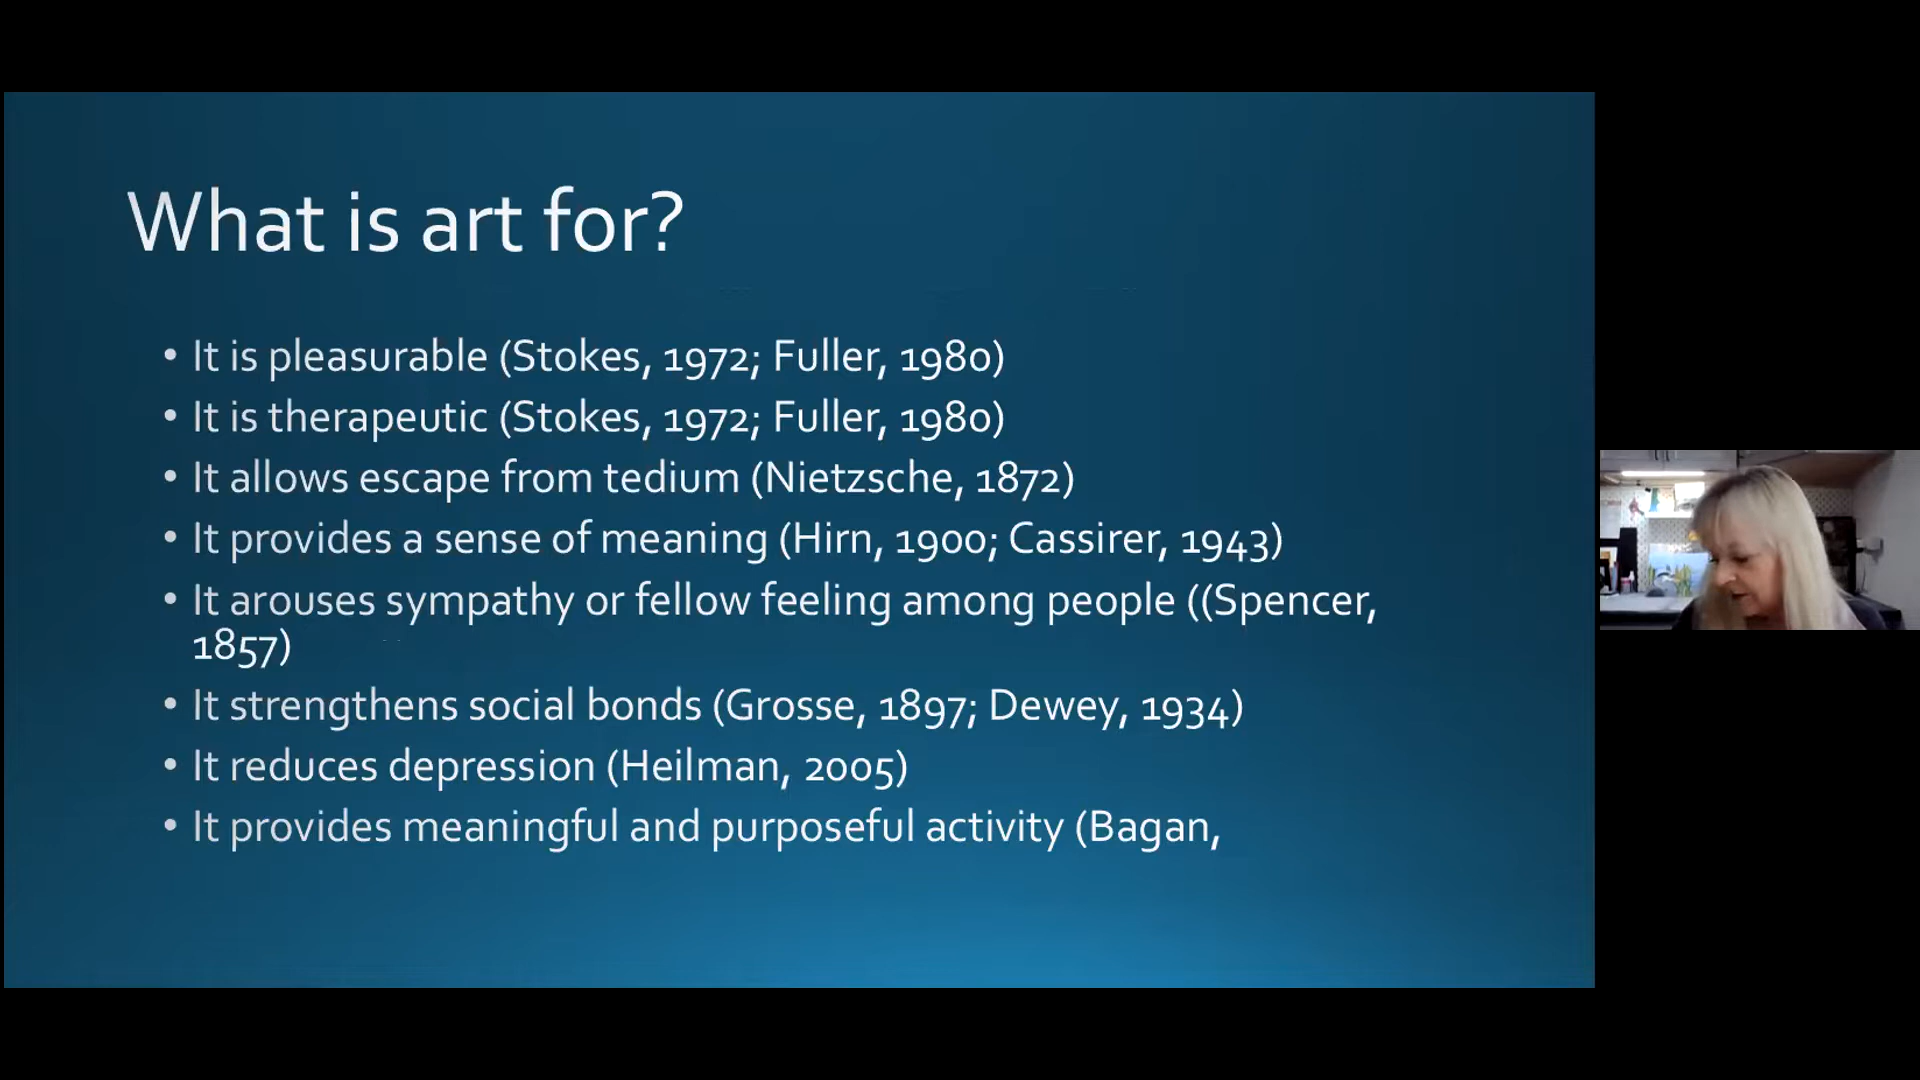 What is art for?
• It is pleasurable (Stokes, 1972; Fuller, 1980)
• It is therapeutic (Stokes, 1972; Fuller, 1980)
• It allows escape from tedium (Nietzsche, 1872)
• It provides a sense of meaning (Hirn, 1900; Cassirer, 1943)
• It arouses sympathy or fellow feeling among people ((Spencer,
1857)
• It strengthens social bonds (Grosse, 1897; Dewey, 1934)
• It reduces depression (Heilman, 2005)
• It provides meaningful and purposeful activity (Bagan,